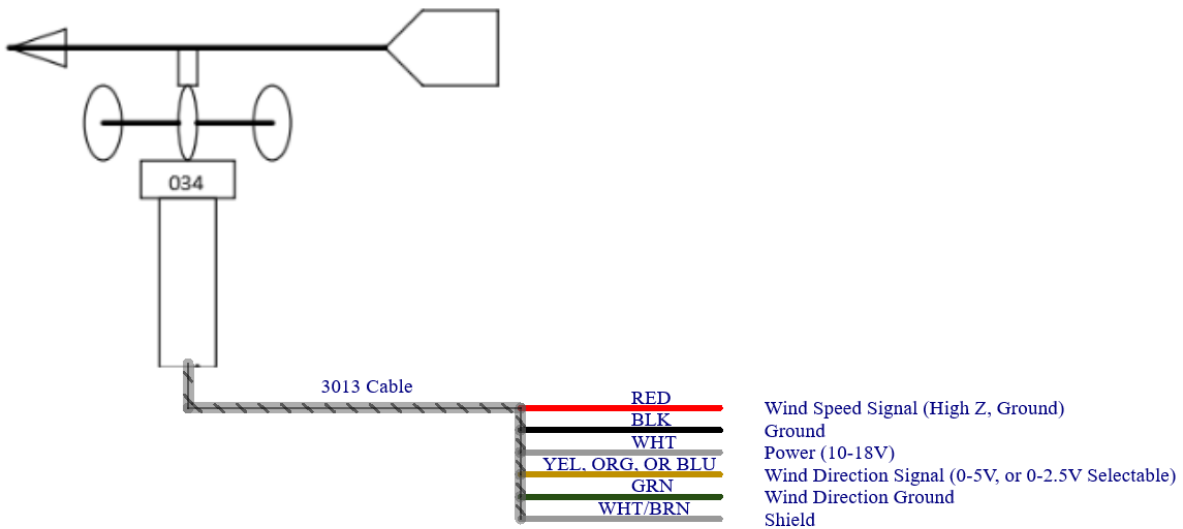 034
3013 Cable
RED Wind Speed Signal (High Z, Ground)
BLK Ground
WHT Power (10-18V)
YEL, ORG, OR BLU Wind Direction Signal (0-5V, or 0-2.5V Selectable)
GRN Wind Direction Ground
WHT/BRN Shield